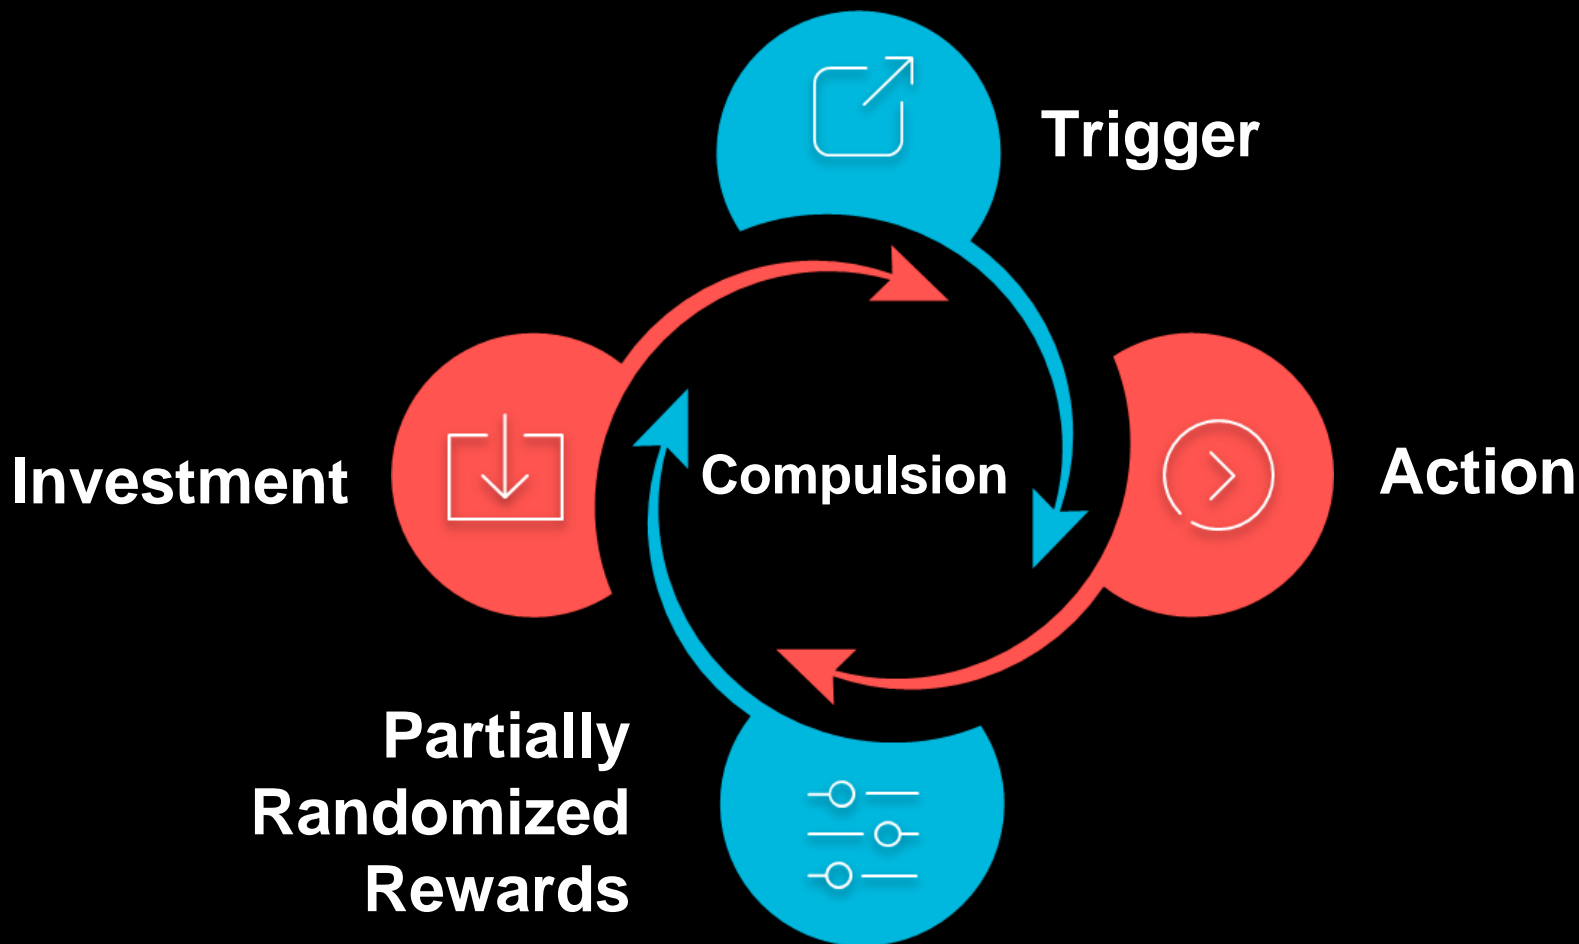 Trigger
Investment
Compulsion
Action
Partially
Randomized
Rewards